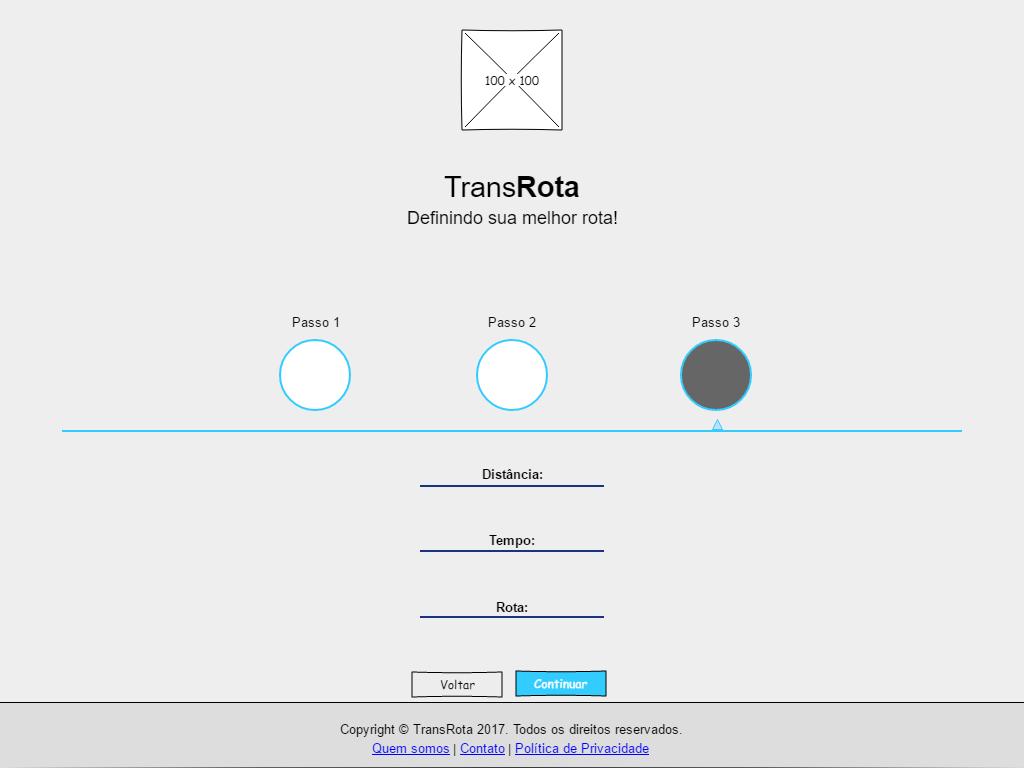 100 x 100
TransRota
Definindo sua melhor rota!
Passo 1 Passo 2 Passo 3
Distância:
Tempo:
Rota:
Voltar Continuar
Copyright © TransRota 2017. Todos os direitos reservados.
Quem somos | Contato | Política de Privacidade